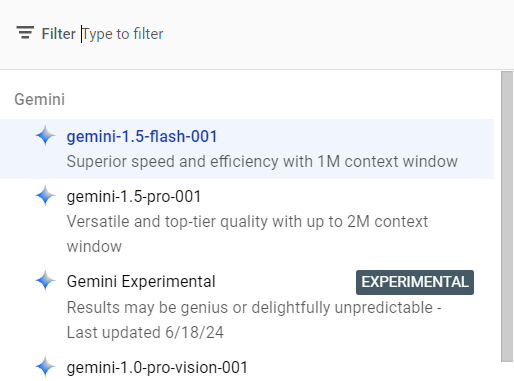 Filter Type to filter
Gemini
gemini-1.5-flash-001
Superior speed and efficiency with 1M context window
gemini-1.5-pro-001
Versatile and top-tier quality with up to 2M context
window
Gemini Experimental EXPERIMENTAL
Results may be genius or delightfully unpredictable -
Last updated 6/18/24
gemini-1.0-pro-vision-001